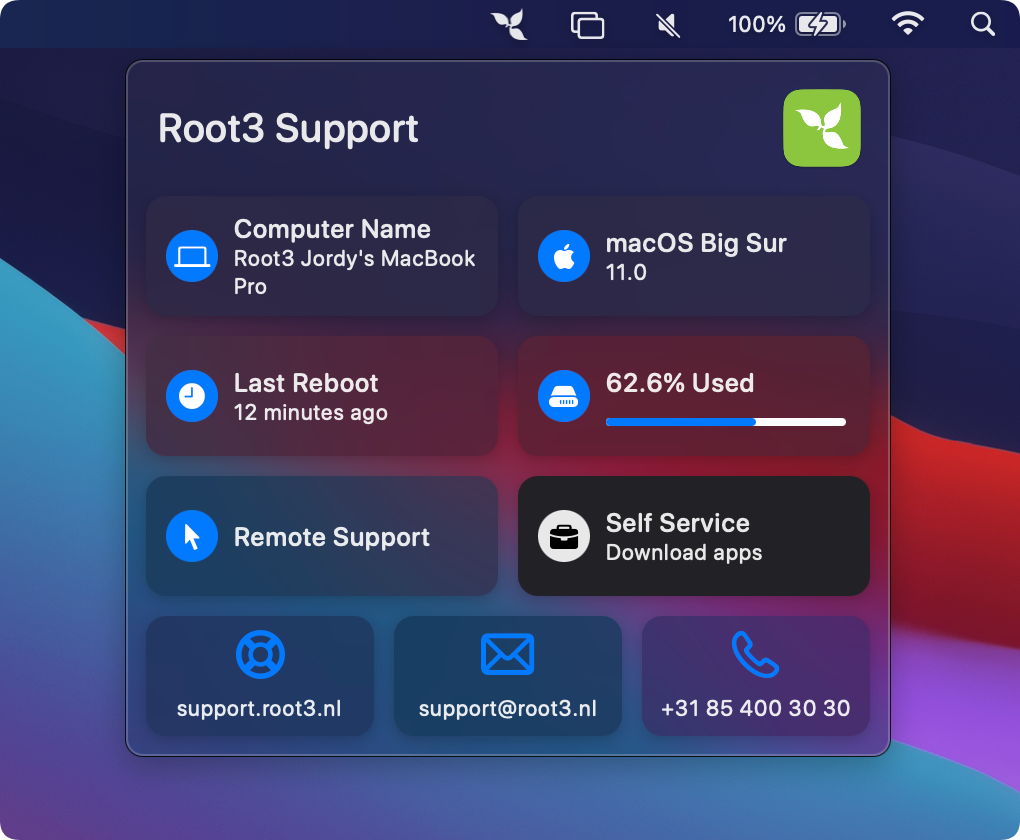 100%
Root3 Support
Computer Name
Root3 Jordy's MacBook
Pro
macOS Big Sur
11.0
Last Reboot
12 minutes ago
62.6% Used
Remote Support
Self Service
Download apps
support.root3.nl
support@root3.nl
+31 85 400 30 30